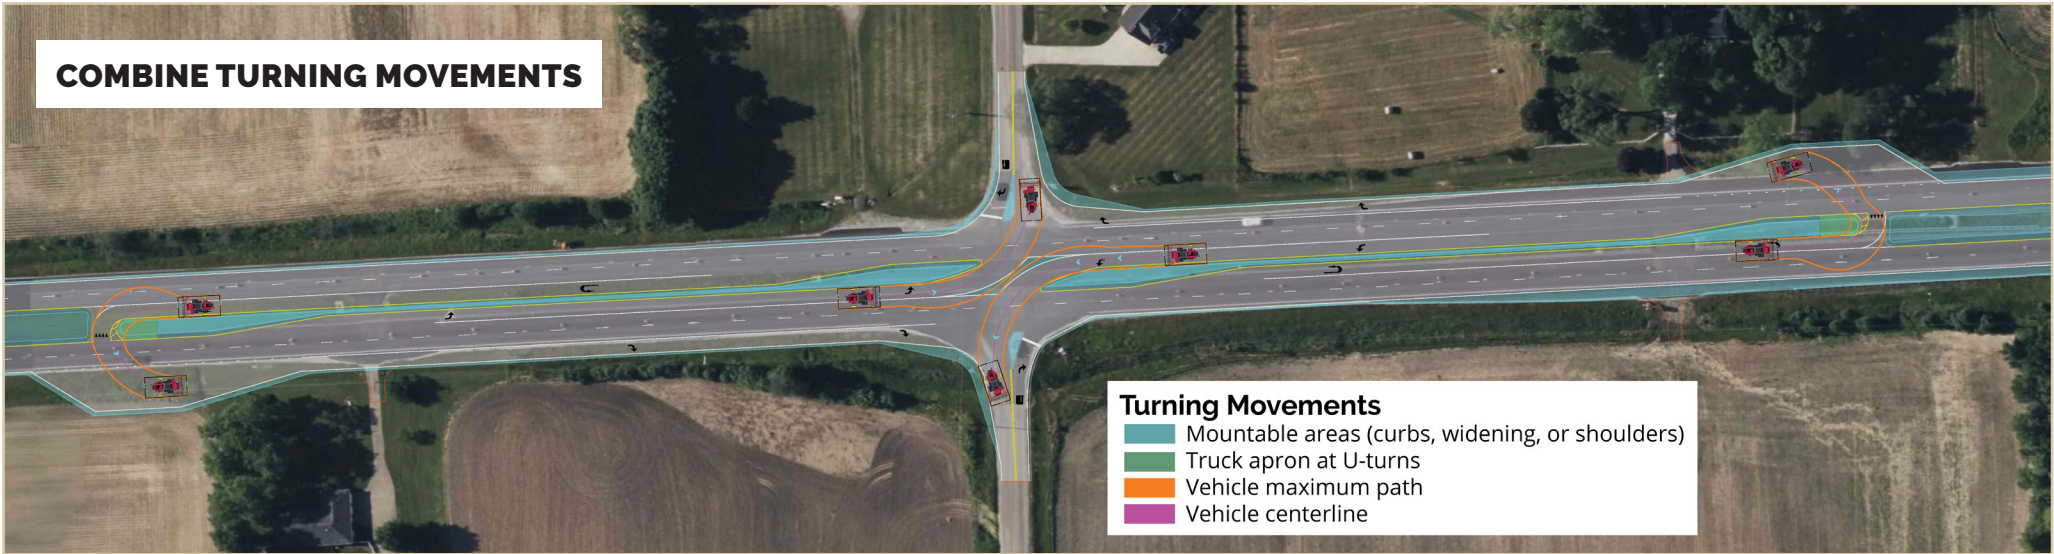 COMBINE TURNING MOVEMENTS
Turning Movements
Mountable areas (curbs, widening, or shoulders)
Truck apron at U-turns
Vehicle maximum path
Vehicle centerline